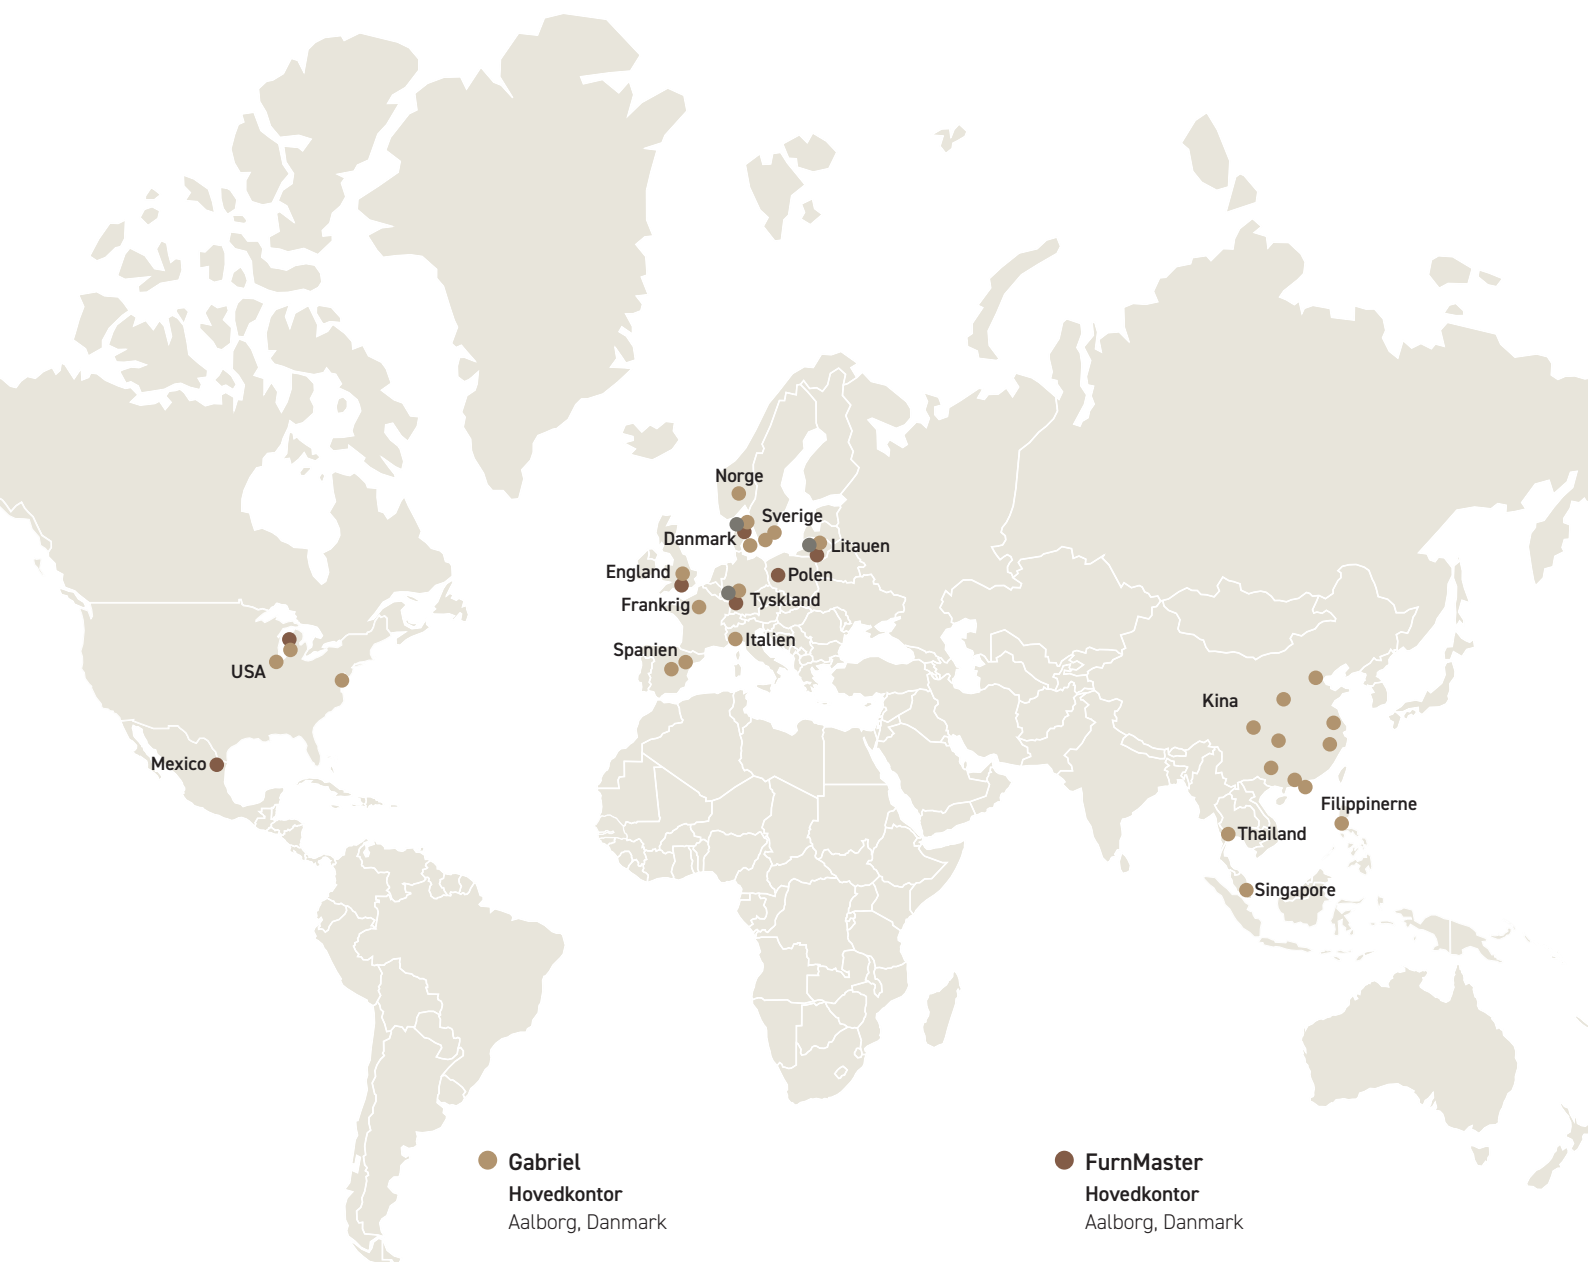 Norge
Sverige
Danmark
Litauen
England
Polen
Frankrig
Tyskland
Italien
Spanien
USA
Kina
Mexico
Filippinerne
Thailand
Singapore
Gabriel
Hovedkontor
Aalborg, Danmark
FurnMaster
Hovedkontor
Aalborg, Danmark